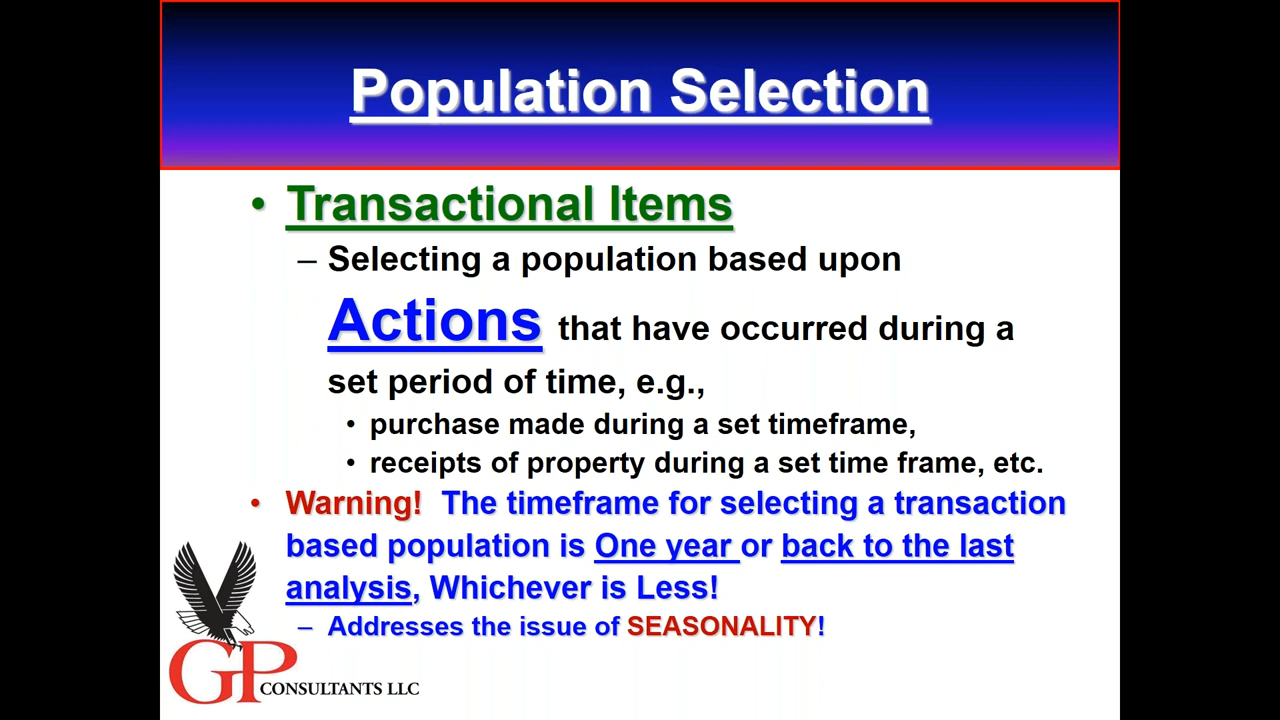 Population Selection
• Transactional Items
– Selecting a population based upon
Actions that have occurred during a
set period of time, e.g.,
• purchase made during a set timeframe,
• receipts of property during a set time frame, etc.
• Warning! The timeframe for selecting a transaction
based population is One year or back to the last
analysis, Whichever is Less!
– Addresses the issue of SEASONALITY!
GP CONSULTANTS LLC